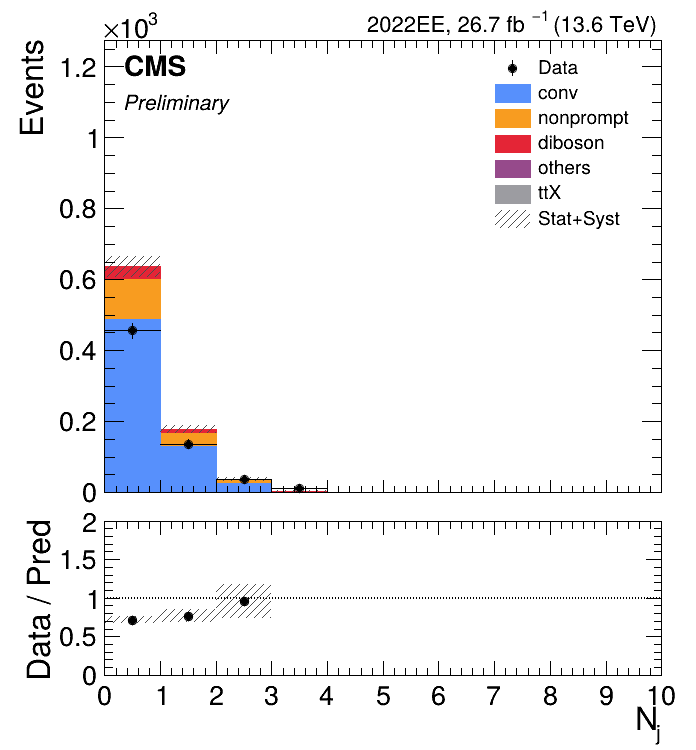 ×10³
2022EE, 26.7 fb⁻¹ (13.6 TeV)
Events
CMS
Preliminary
Data
conv
nonprompt
diboson
others
ttX
Stat+Syst
1.2
1
0.8
0.6
0.4
0.2
0
Data / Pred
2
1.5
1
0.5
0
0 1 2 3 4 5 6 7 8 9 10
N_j